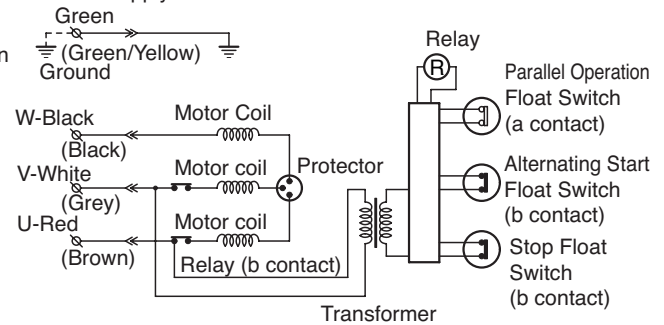 Green
(Green/Yellow)
Ground
Relay
R
Parallel Operation
Float Switch
(a contact)
W-Black
(Black)
Motor Coil
V-White
(Grey)
Motor coil
Protector
Alternating Start
Float Switch
(b contact)
U-Red
(Brown)
Motor coil
Relay (b contact)
Stop Float
Switch
(b contact)
Transformer